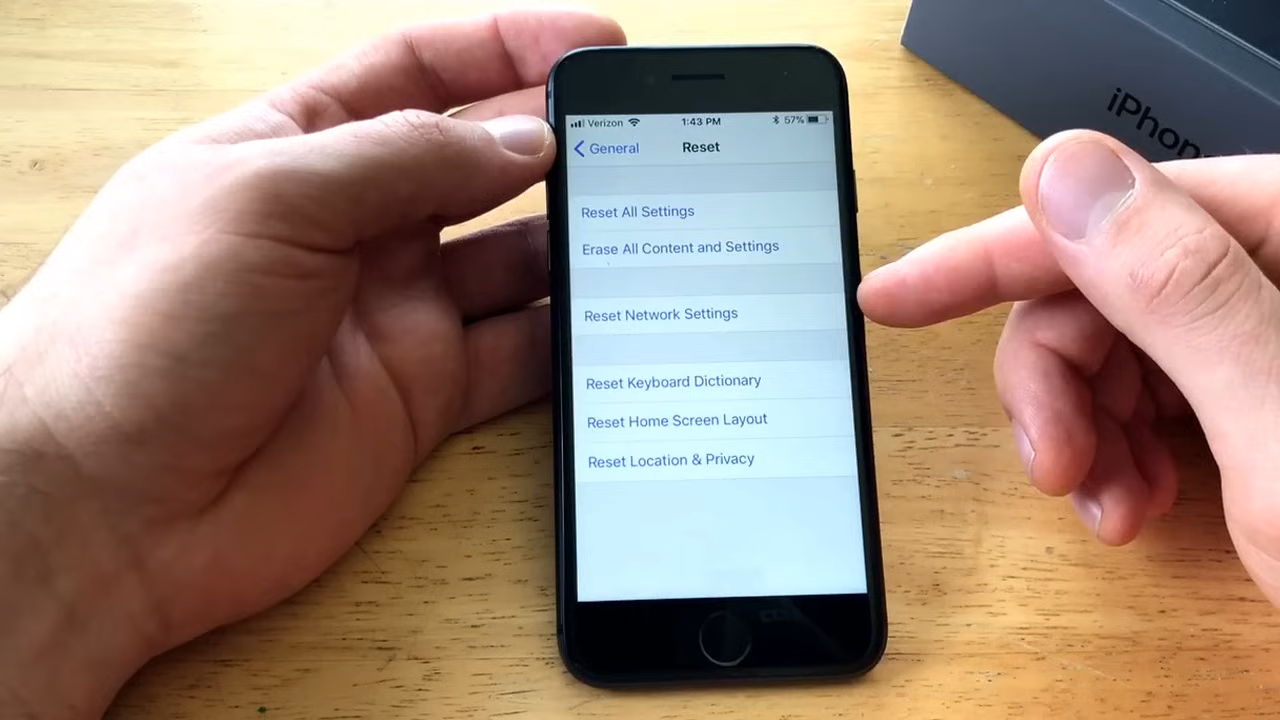 Verizon 1:43 PM 57%
General Reset
Reset All Settings
Erase All Content and Settings
Reset Network Settings
Reset Keyboard Dictionary
Reset Home Screen Layout
Reset Location & Privacy
iPhone